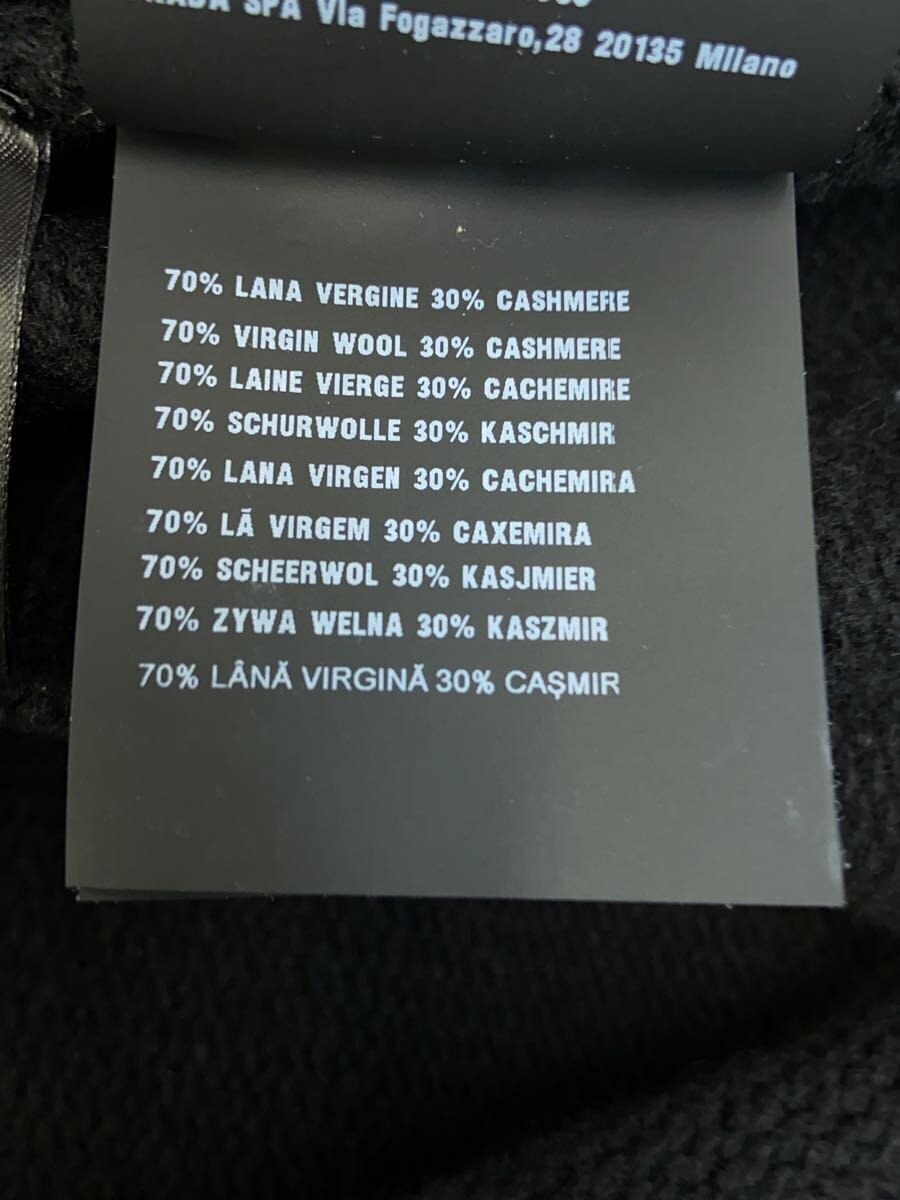 SPA Via Fogazzaro,28 20135 Milano
70% LANA VERGINE 30% CASHMERE
70% VIRGIN WOOL 30% CASHMERE
70% LAINE VIERGE 30% CACHEMIRE
70% SCHURWOLLE 30% KASCHMIR
70% LANA VIRGEN 30% CACHEMIRA
70% LÃ VIRGEM 30% CAXEMIRA
70% SCHEERWOL 30% KASJMIER
70% ZYWA WELNA 30% KASZMIR
70% LÂNĂ VIRGINĂ 30% CAŞMIR